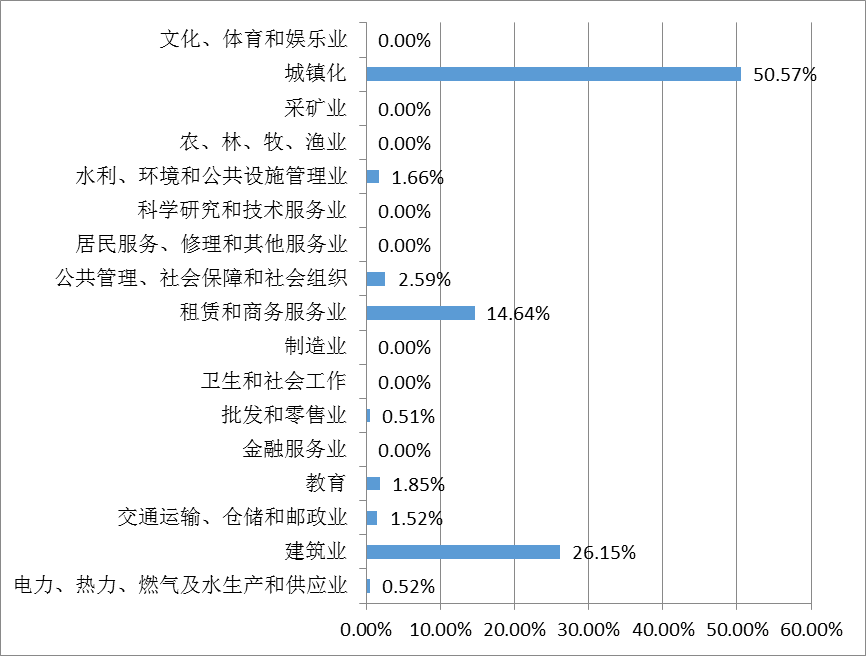 文化、体育和娱乐业 0.00%
城镇化 50.57%
采矿业 0.00%
农、林、牧、渔业 0.00%
水利、环境和公共设施管理业 1.66%
科学研究和技术服务业 0.00%
居民服务、修理和其他服务业 0.00%
公共管理、社会保障和社会组织 2.59%
租赁和商务服务业 14.64%
制造业 0.00%
卫生和社会工作 0.00%
批发和零售业 0.51%
金融服务业 0.00%
教育 1.85%
交通运输、仓储和邮政业 1.52%
建筑业 26.15%
电力、热力、燃气及水生产和供应业 0.52%
0.00% 10.00% 20.00% 30.00% 40.00% 50.00% 60.00%